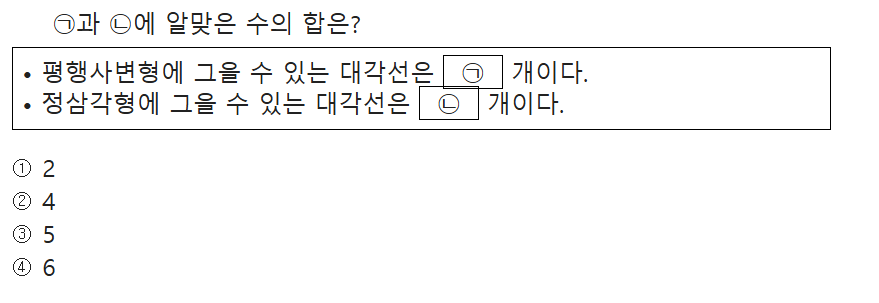 ㉠과 ㉡에 알맞은 수의 합은?
• 평행사변형에 그을 수 있는 대각선은 ㉠ 개이다.
• 정삼각형에 그을 수 있는 대각선은 ㉡ 개이다.
① 2
② 4
③ 5
④ 6